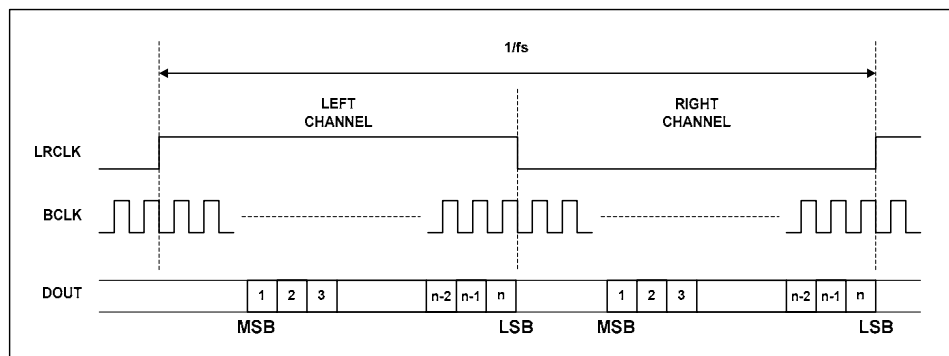 1/fs
LEFT
CHANNEL
RIGHT
CHANNEL
LRCLK
BCLK
DOUT
1 2 3 n-2 n-1 n 1 2 3 n-2 n-1 n
MSB LSB MSB LSB